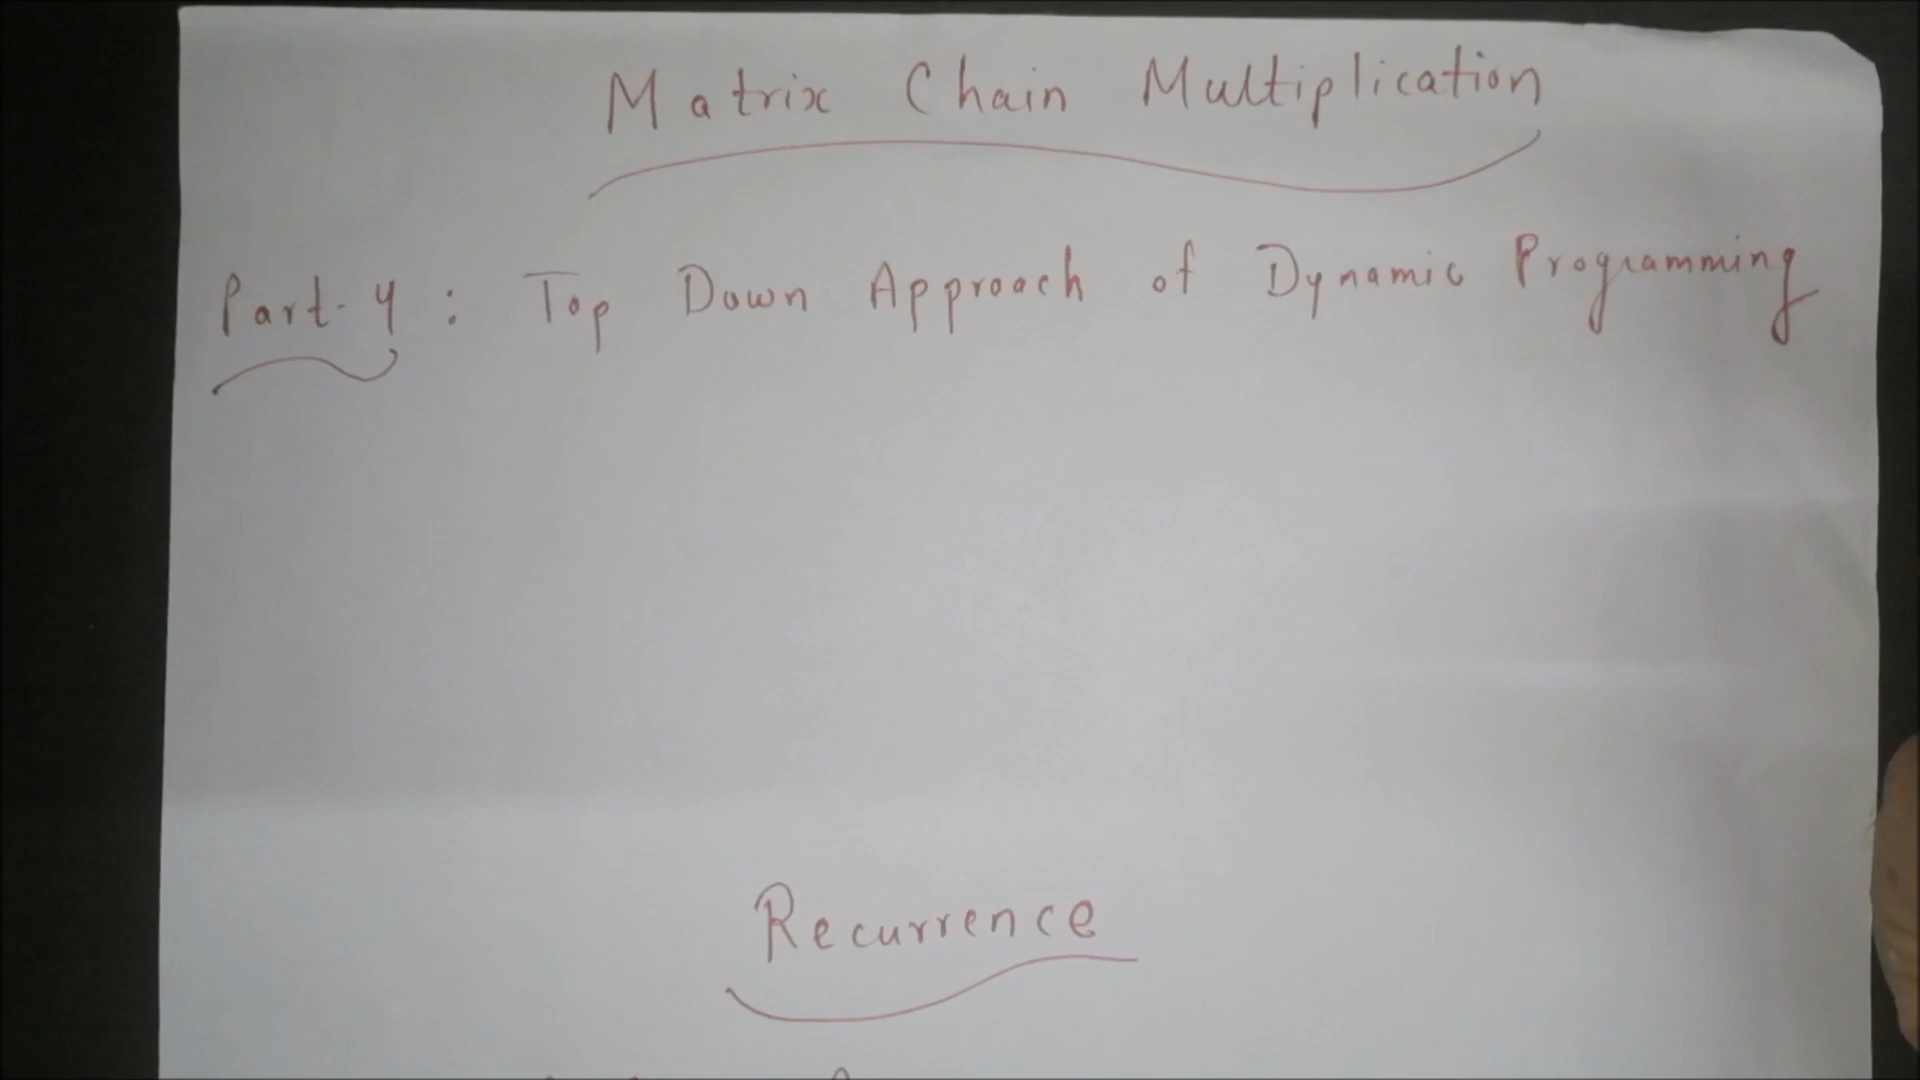 Matrix Chain Multiplication
Part-4 : Top Down Approach of Dynamic Programming
Recurrence